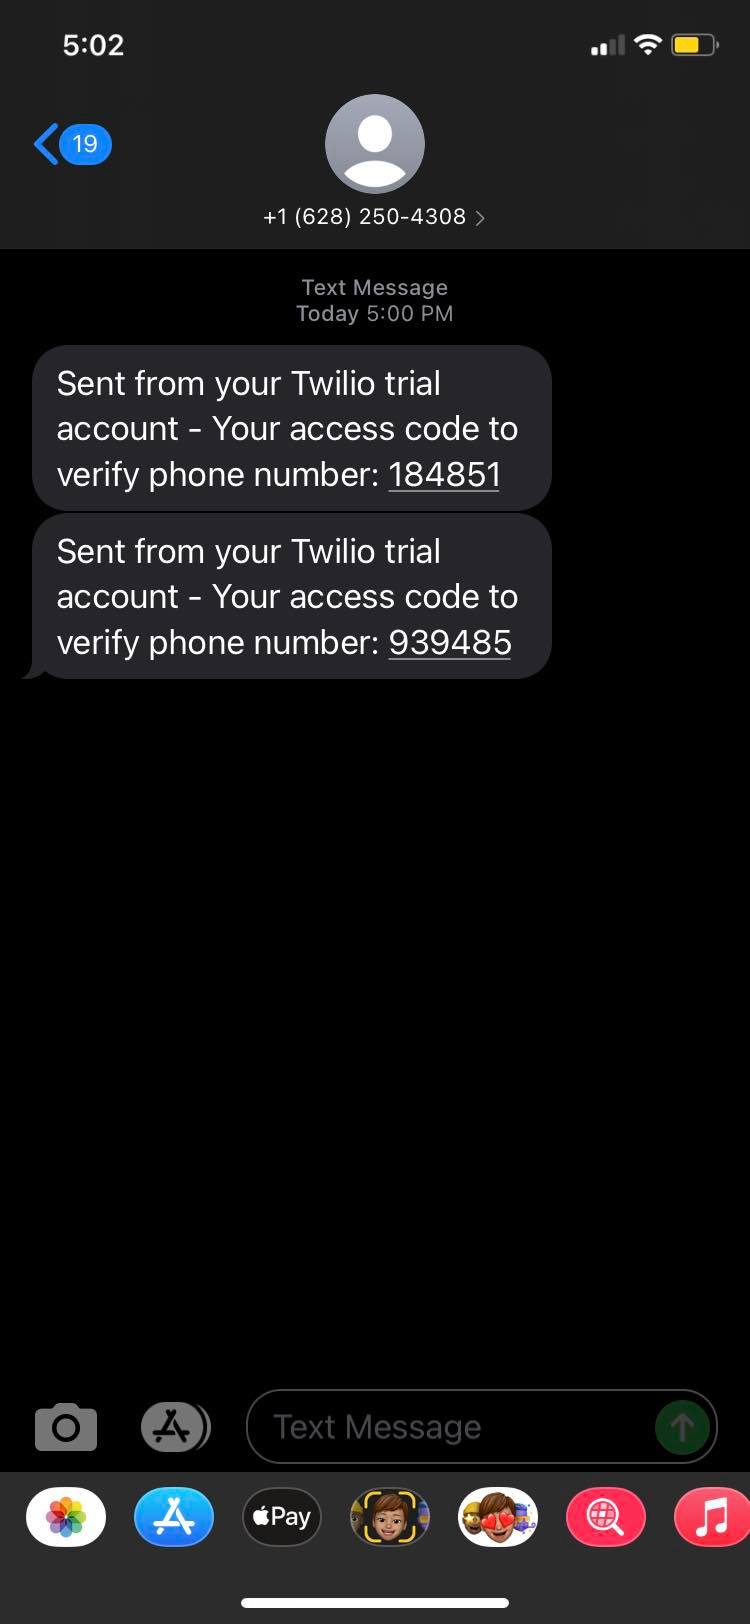 5:02
19
+1 (628) 250-4308
Text Message
Today 5:00 PM
Sent from your Twilio trial
account - Your access code to
verify phone number: 184851
Sent from your Twilio trial
account - Your access code to
verify phone number: 939485
Text Message
Pay